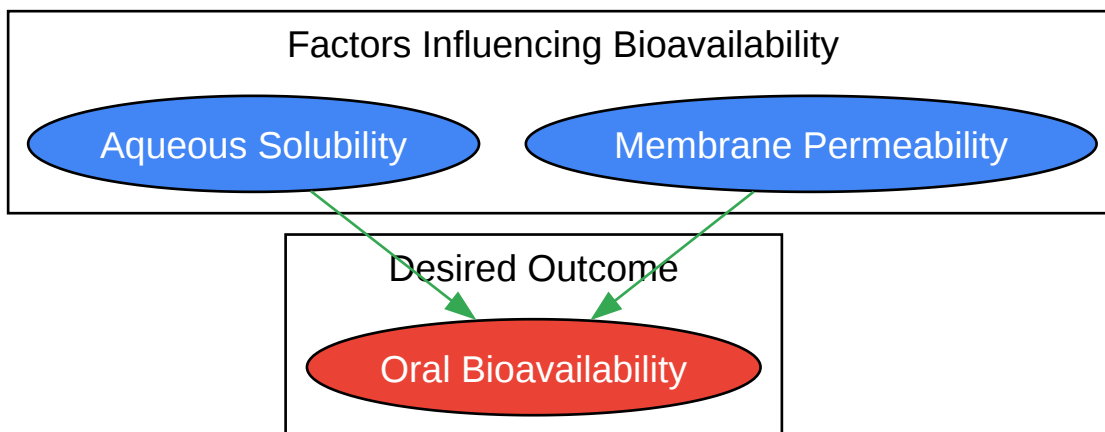 Factors Influencing Bioavailability
Aqueous Solubility
Membrane Permeability
Desired Outcome
Oral Bioavailability